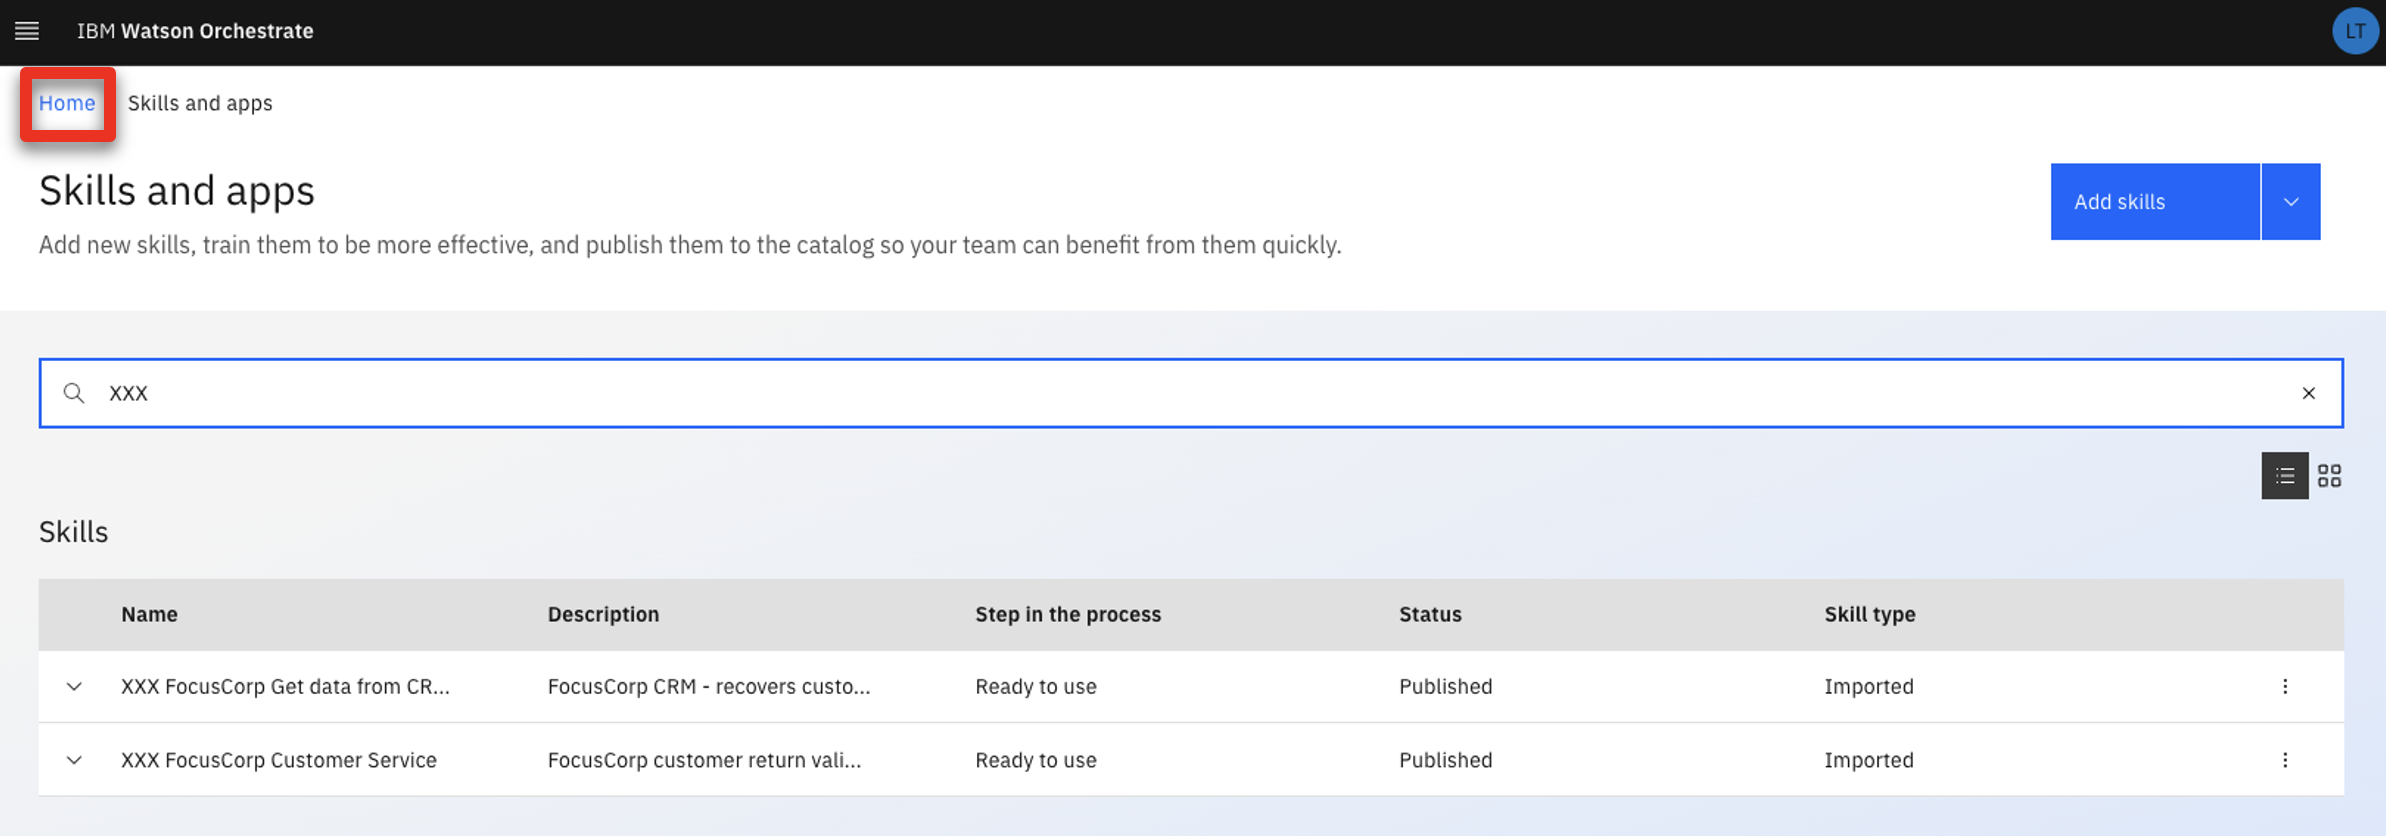 IBM Watson Orchestrate
LT
Home Skills and apps
Skills and apps
Add skills
Add new skills, train them to be more effective, and publish them to the catalog so your team can benefit from them quickly.
XXX
Skills
Name Description Step in the process Status Skill type
XXX FocusCorp Get data from CR... FocusCorp CRM - recovers custo... Ready to use Published Imported
XXX FocusCorp Customer Service FocusCorp customer return vali... Ready to use Published Imported